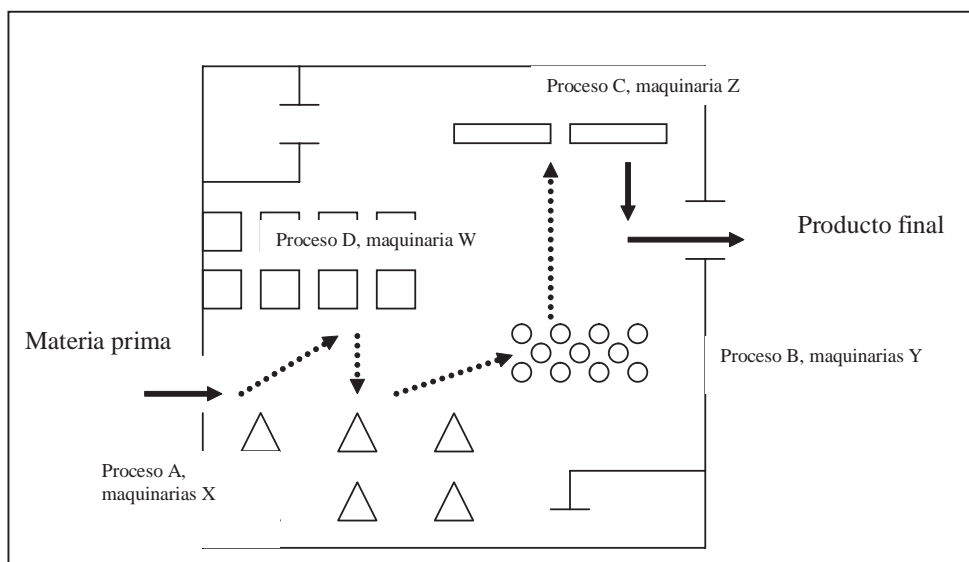 Proceso C, maquinaria Z
Producto final
Proceso D, maquinaria W
Materia prima
Proceso B, maquinarias Y
Proceso A,
maquinarias X